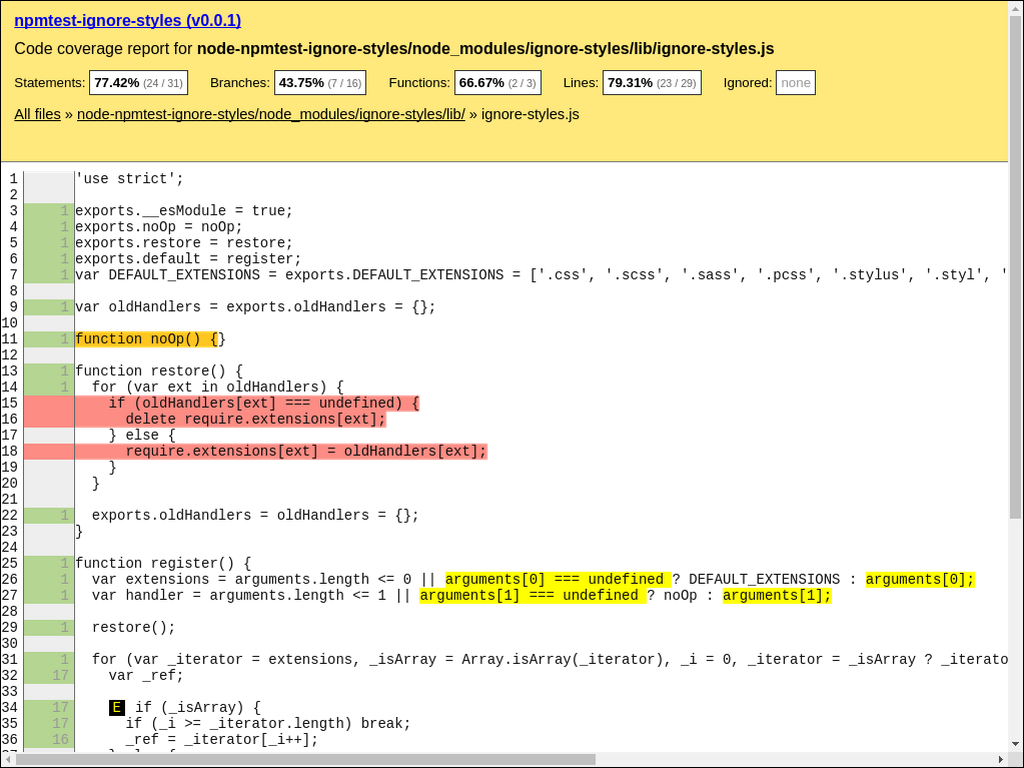 npmtest-ignore-styles (v0.0.1)
Code coverage report for node-npmtest-ignore-styles/node_modules/ignore-styles/lib/ignore-styles.js
Statements: 77.42% (24 / 31) Branches: 43.75% (7 / 16) Functions: 66.67% (2 / 3) Lines: 79.31% (23 / 29) Ignored: none
All files » node-npmtest-ignore-styles/node_modules/ignore-styles/lib/ » ignore-styles.js
1 'use strict';
2
3 1 exports.__esModule = true;
4 1 exports.noOp = noOp;
5 1 exports.restore = restore;
6 1 exports.default = register;
7 1 var DEFAULT_EXTENSIONS = exports.DEFAULT_EXTENSIONS = ['.css', '.scss', '.sass', '.pcss', '.stylus', '.styl', '
8
9 1 var oldHandlers = exports.oldHandlers = {};
10
11 1 function noOp() {}
12
13 1 function restore() {
14 1 for (var ext in oldHandlers) {
15 if (oldHandlers[ext] === undefined) {
16 delete require.extensions[ext];
17 } else {
18 require.extensions[ext] = oldHandlers[ext];
19 }
20 }
21
22 1 exports.oldHandlers = oldHandlers = {};
23 }
24
25 1 function register() {
26 1 var extensions = arguments.length <= 0 || arguments[0] === undefined ? DEFAULT_EXTENSIONS : arguments[0];
27 1 var handler = arguments.length <= 1 || arguments[1] === undefined ? noOp : arguments[1];
28
29 1 restore();
30
31 1 for (var _iterator = extensions, _isArray = Array.isArray(_iterator), _i = 0, _iterator = _isArray ? _iterato
32 17 var _ref;
33
34 17 E if (_isArray) {
35 17 if (_i >= _iterator.length) break;
36 16 _ref = _iterator[_i++];